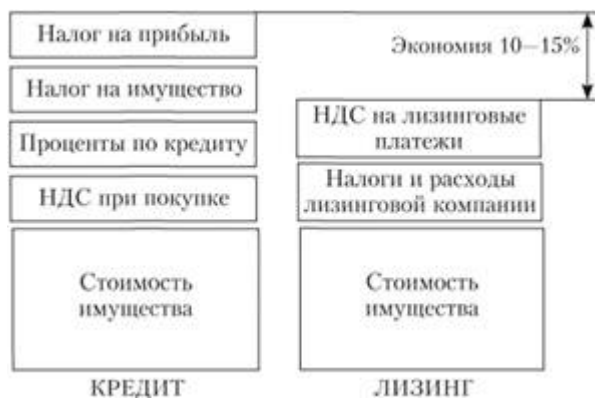 Налог на прибыль
Экономия 10—15%
Налог на имущество
НДС на лизинговые
платежи
Проценты по кредиту
НДС при покупке
Налоги и расходы
лизинговой компании
Стоимость
имущества
Стоимость
имущества
КРЕДИТ
ЛИЗИНГ